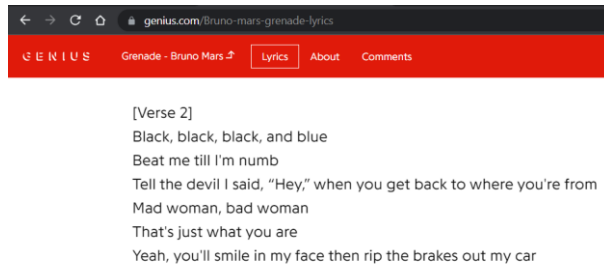 genius.com/Bruno-mars-grenade-lyrics
GENIUS Grenade - Bruno Mars Lyrics About Comments
[Verse 2]
Black, black, black, and blue
Beat me till I'm numb
Tell the devil I said, “Hey,” when you get back to where you're from
Mad woman, bad woman
That's just what you are
Yeah, you'll smile in my face then rip the brakes out my car